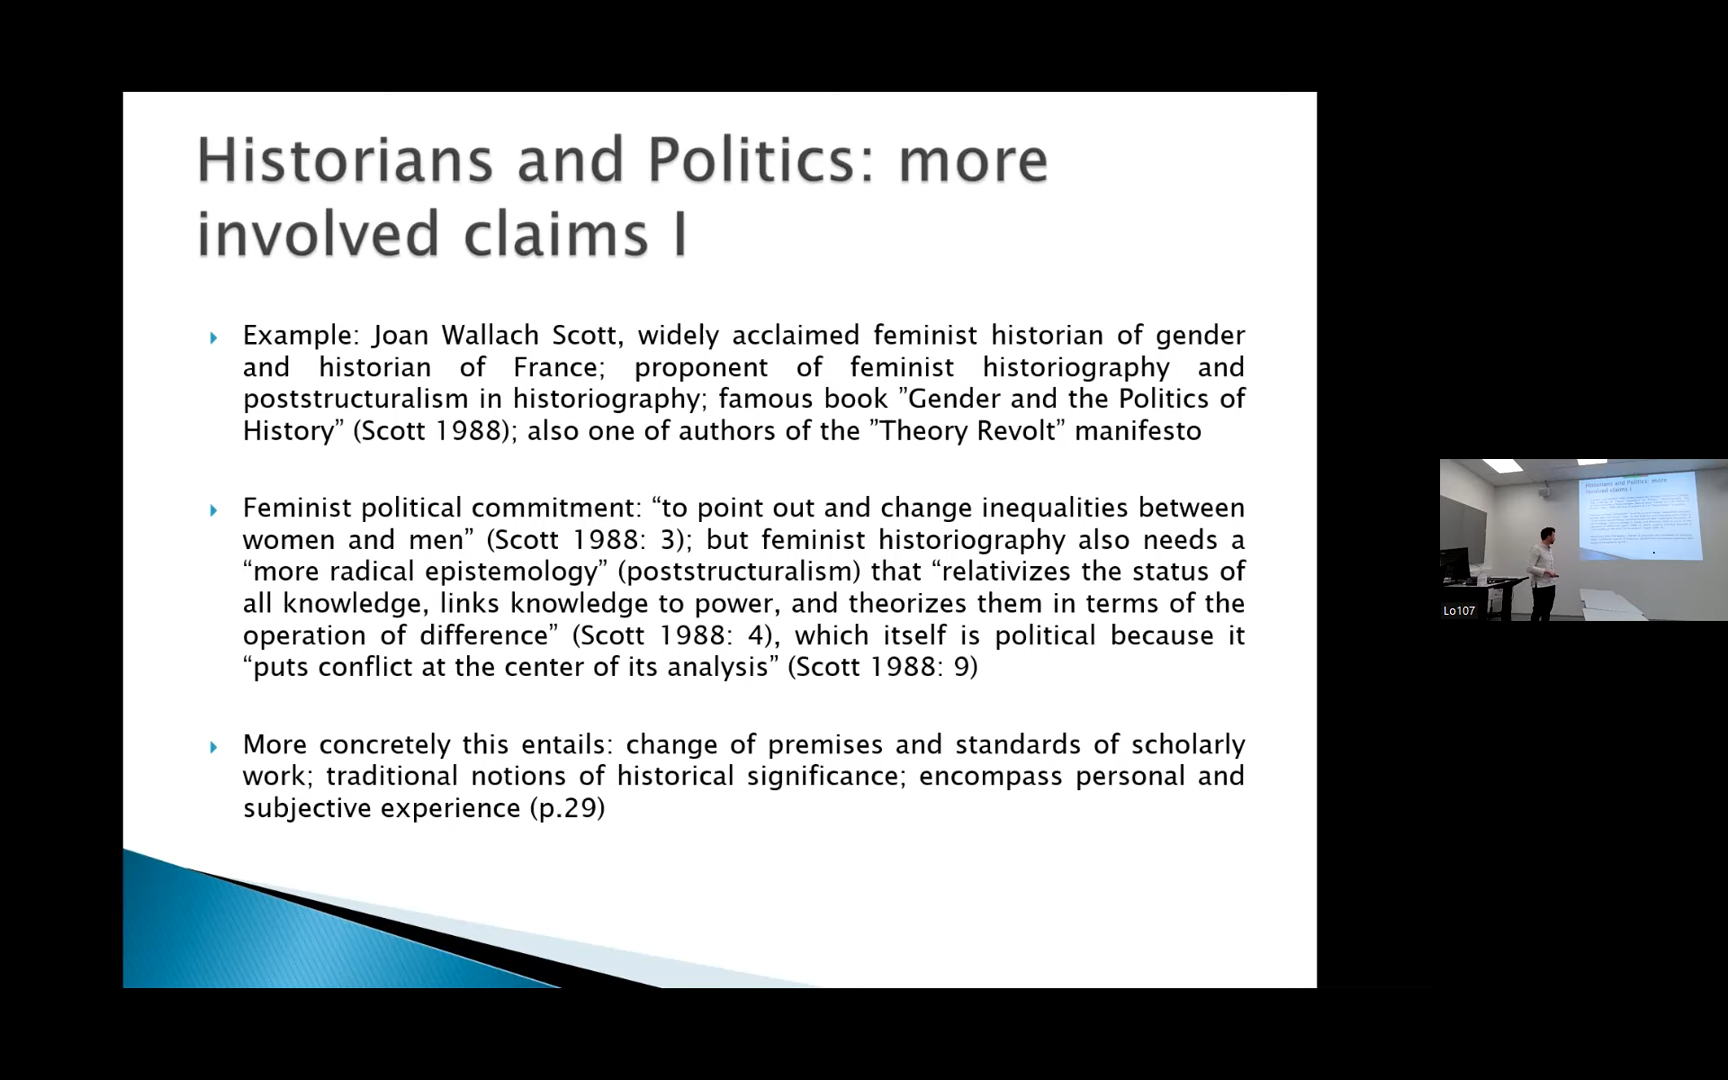 Historians and Politics: more
involved claims I
Example: Joan Wallach Scott, widely acclaimed feminist historian of gender
and historian of France; proponent of feminist historiography and
poststructuralism in historiography; famous book ”Gender and the Politics of
History” (Scott 1988); also one of authors of the ”Theory Revolt” manifesto
Feminist political commitment: “to point out and change inequalities between
women and men” (Scott 1988: 3); but feminist historiography also needs a
“more radical epistemology” (poststructuralism) that “relativizes the status of
all knowledge, links knowledge to power, and theorizes them in terms of the
operation of difference” (Scott 1988: 4), which itself is political because it
“puts conflict at the center of its analysis” (Scott 1988: 9)
More concretely this entails: change of premises and standards of scholarly
work; traditional notions of historical significance; encompass personal and
subjective experience (p.29)
Historians and Politics: more
involved claims I
Lo107